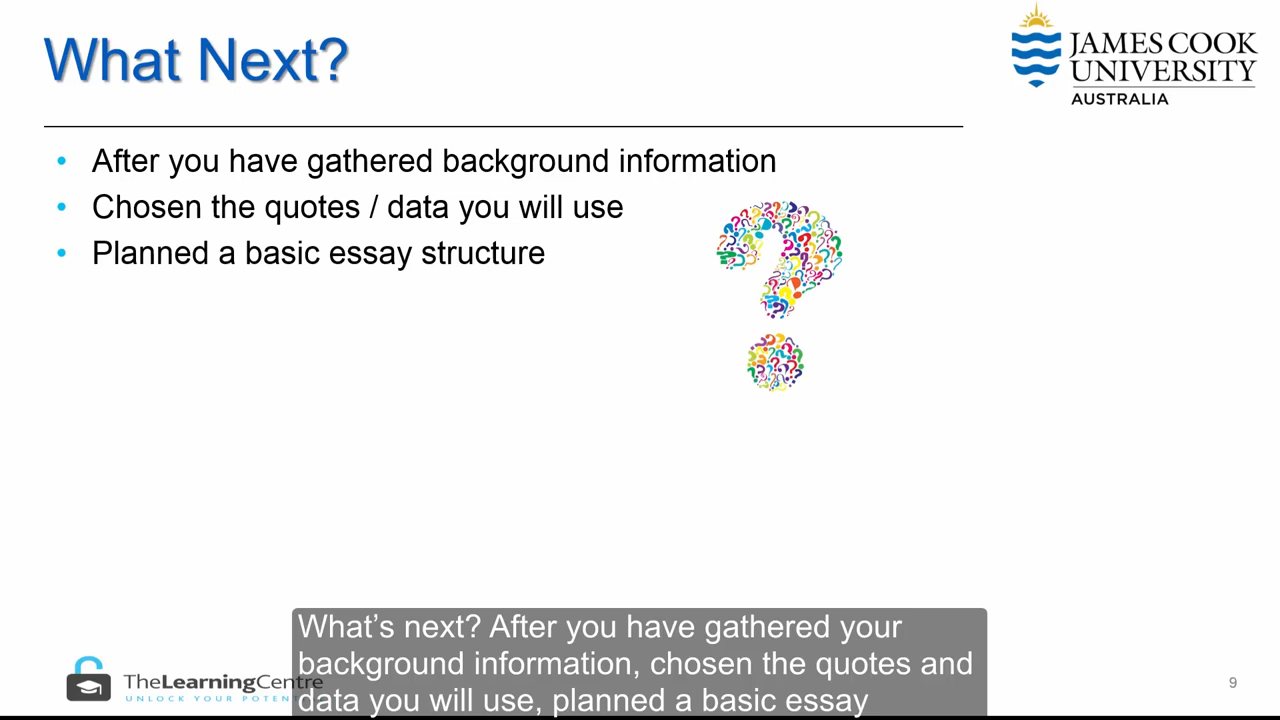 What Next?
JAMES COOK
UNIVERSITY
AUSTRALIA
• After you have gathered background information
• Chosen the quotes / data you will use
• Planned a basic essay structure
What's next? After you have gathered your
background information, chosen the quotes and
data you will use, planned a basic essay
TheLearningCentre
UNLOCK YOUR
9